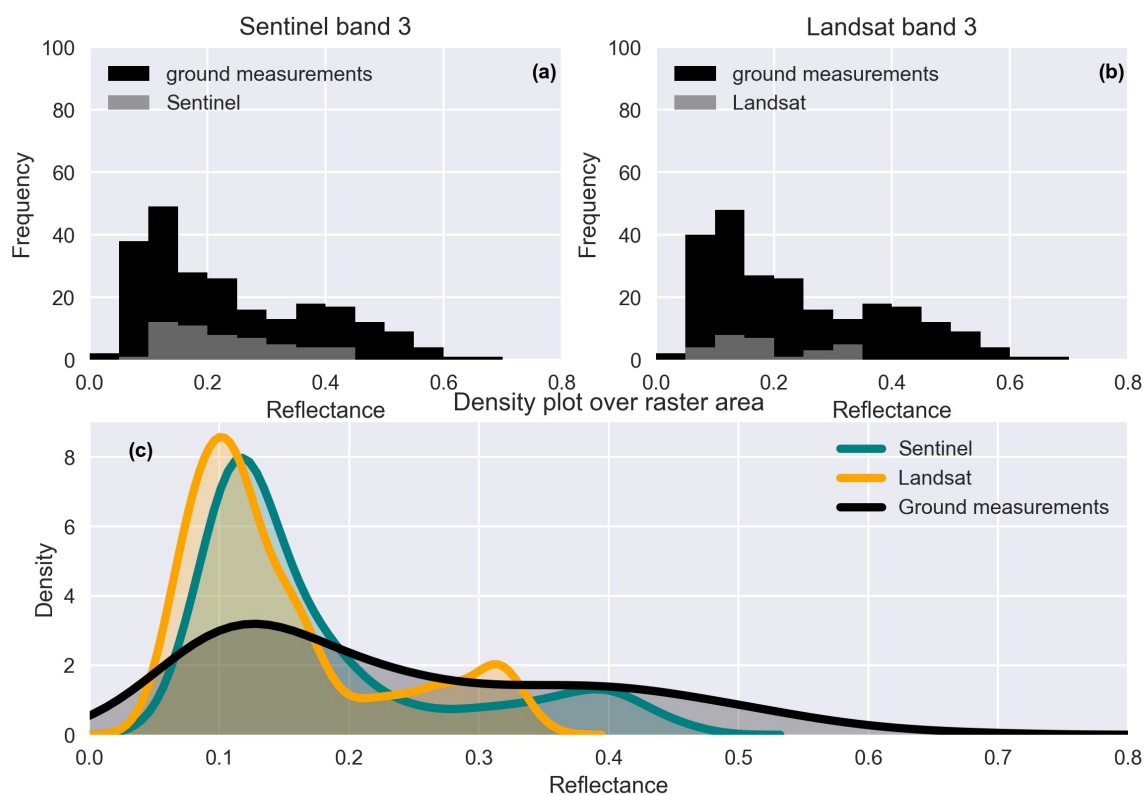 Sentinel band 3
Landsat band 3
100
80
60
40
20
0
Frequency
ground measurements
Sentinel
(a)
0.0 0.2 0.4 0.6 0.8
Reflectance
100
80
60
40
20
0
Frequency
ground measurements
Landsat
(b)
0.0 0.2 0.4 0.6 0.8
Reflectance
Density plot over raster area
(c)
Sentinel
Landsat
Ground measurements
8
6
4
2
0
Density
0.0 0.1 0.2 0.3 0.4 0.5 0.6 0.7 0.8
Reflectance